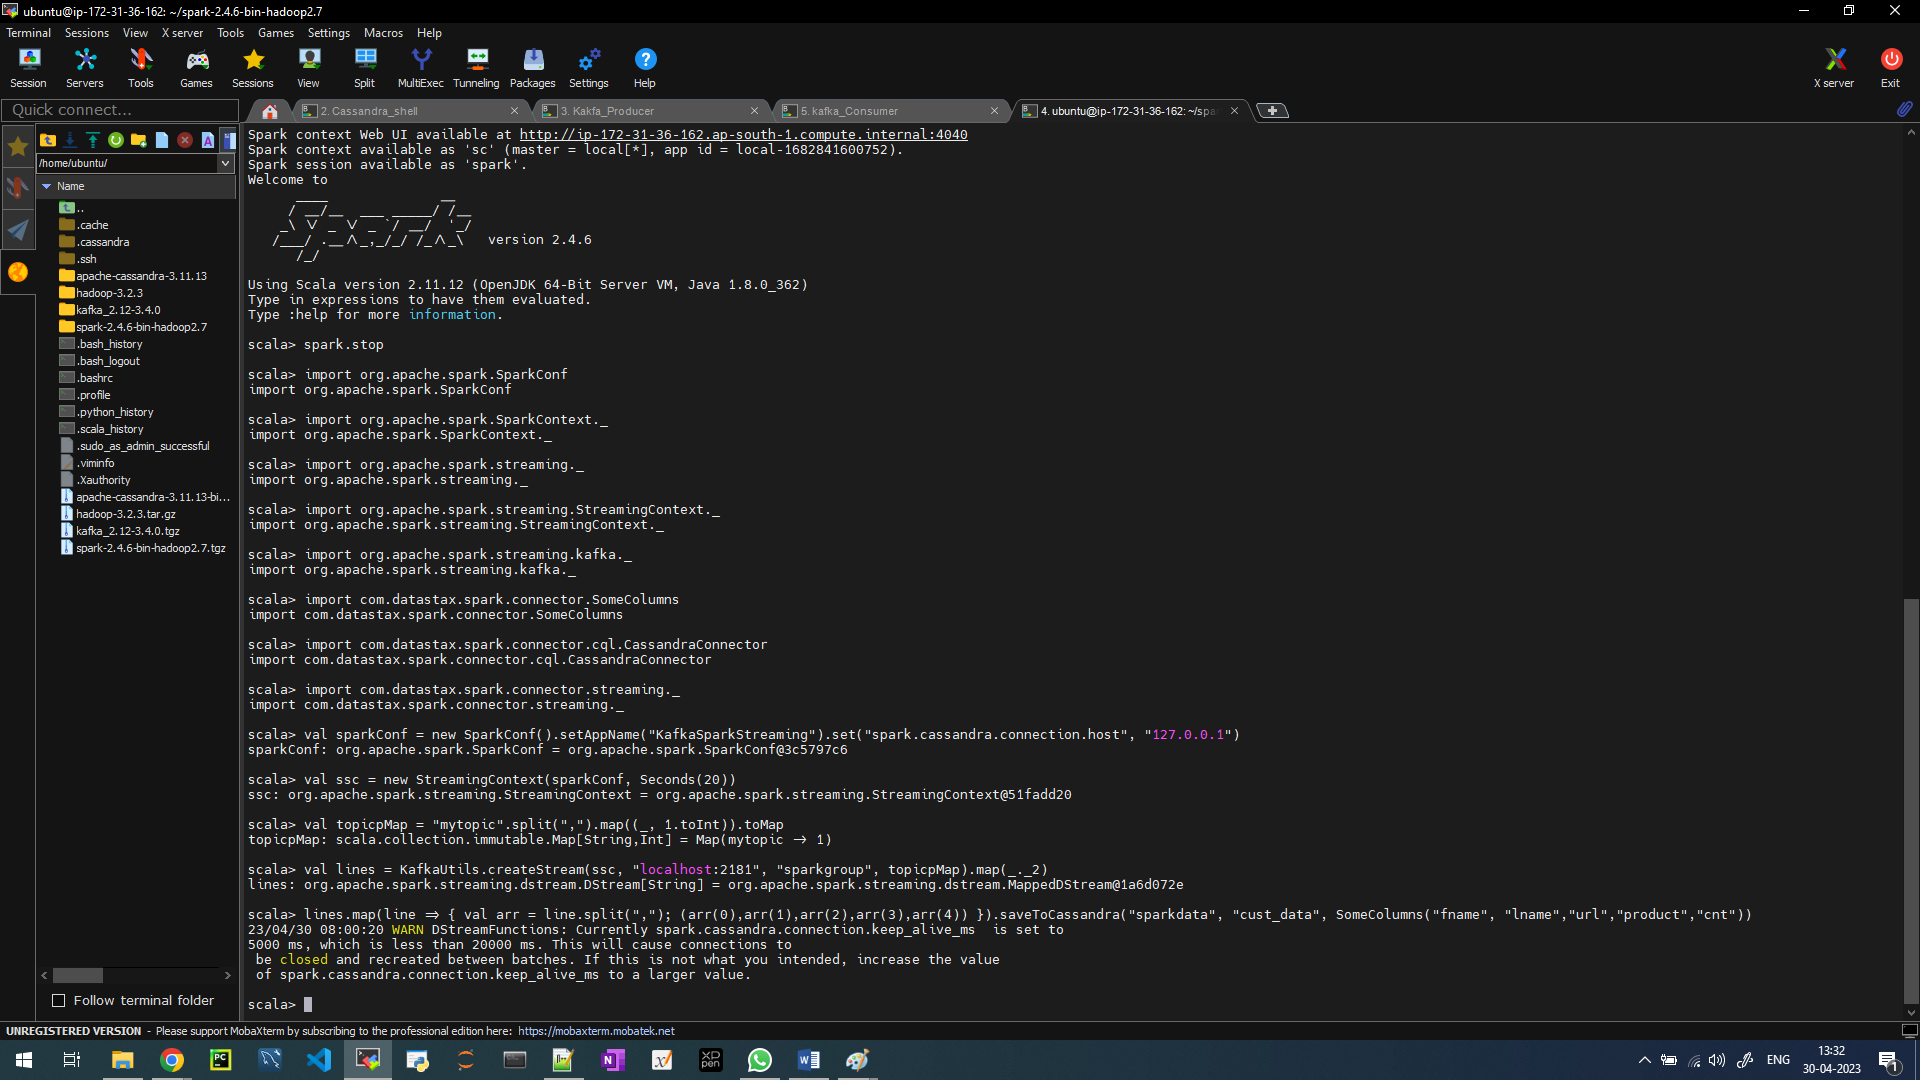 ubuntu@ip-172-31-36-162: ~/spark-2.4.6-bin-hadoop2.7
Terminal Sessions View X server Tools Games Settings Macros Help
Session Servers Tools Games Sessions View Split MultiExec Tunneling Packages Settings Help X server Exit
Quick connect...
2. Cassandra_shell
3. Kakfa_Producer
5. kafka_Consumer
4. ubuntu@ip-172-31-36-162: ~/spa
/home/ubuntu/
Name
..
.cache
.cassandra
.ssh
apache-cassandra-3.11.13
hadoop-3.2.3
kafka_2.12-3.4.0
spark-2.4.6-bin-hadoop2.7
.bash_history
.bash_logout
.bashrc
.profile
.python_history
.scala_history
.sudo_as_admin_successful
.viminfo
.Xauthority
apache-cassandra-3.11.13-bi...
hadoop-3.2.3.tar.gz
kafka_2.12-3.4.0.tgz
spark-2.4.6-bin-hadoop2.7.tgz
Follow terminal folder
Spark context Web UI available at http://ip-172-31-36-162.ap-south-1.compute.internal:4040
Spark context available as 'sc' (master = local[*], app id = local-1682841600752).
Spark session available as 'spark'.
Welcome to
Spark version 2.4.6
Using Scala version 2.11.12 (OpenJDK 64-Bit Server VM, Java 1.8.0_362)
Type in expressions to have them evaluated.
Type :help for more information.
scala> spark.stop
scala> import org.apache.spark.SparkConf
import org.apache.spark.SparkConf
scala> import org.apache.spark.SparkContext._
import org.apache.spark.SparkContext._
scala> import org.apache.spark.streaming._
import org.apache.spark.streaming._
scala> import org.apache.spark.streaming.StreamingContext._
import org.apache.spark.streaming.StreamingContext._
scala> import org.apache.spark.streaming.kafka._
import org.apache.spark.streaming.kafka._
scala> import com.datastax.spark.connector.SomeColumns
import com.datastax.spark.connector.SomeColumns
scala> import com.datastax.spark.connector.cql.CassandraConnector
import com.datastax.spark.connector.cql.CassandraConnector
scala> import com.datastax.spark.connector.streaming._
import com.datastax.spark.connector.streaming._
scala> val sparkConf = new SparkConf().setAppName("KafkaSparkStreaming").set("spark.cassandra.connection.host", "127.0.0.1")
sparkConf: org.apache.spark.SparkConf = org.apache.spark.SparkConf@3c5797c6
scala> val ssc = new StreamingContext(sparkConf, Seconds(20))
ssc: org.apache.spark.streaming.StreamingContext = org.apache.spark.streaming.StreamingContext@51fadd20
scala> val topicpMap = "mytopic".split(",").map((_, 1.toInt)).toMap
topicpMap: scala.collection.immutable.Map[String,Int] = Map(mytopic -> 1)
scala> val lines = KafkaUtils.createStream(ssc, "localhost:2181", "sparkgroup", topicpMap).map(_._2)
lines: org.apache.spark.streaming.dstream.DStream[String] = org.apache.spark.streaming.dstream.MappedDStream@1a6d072e
scala> lines.map(line => { val arr = line.split(","); (arr(0),arr(1),arr(2),arr(3),arr(4)) }).saveToCassandra("sparkdata", "cust_data", SomeColumns("fname", "lname","url","product","cnt"))
23/04/30 08:00:20 WARN DStreamFunctions: Currently spark.cassandra.connection.keep_alive_ms  is set to
5000 ms, which is less than 20000 ms. This will cause connections to
be closed and recreated between batches. If this is not what you intended, increase the value
of spark.cassandra.connection.keep_alive_ms to a larger value.
scala>
UNREGISTERED VERSION - Please support MobaXterm by subscribing to the professional edition here: https://mobaxterm.mobatek.net
ENG
13:32
30-04-2023